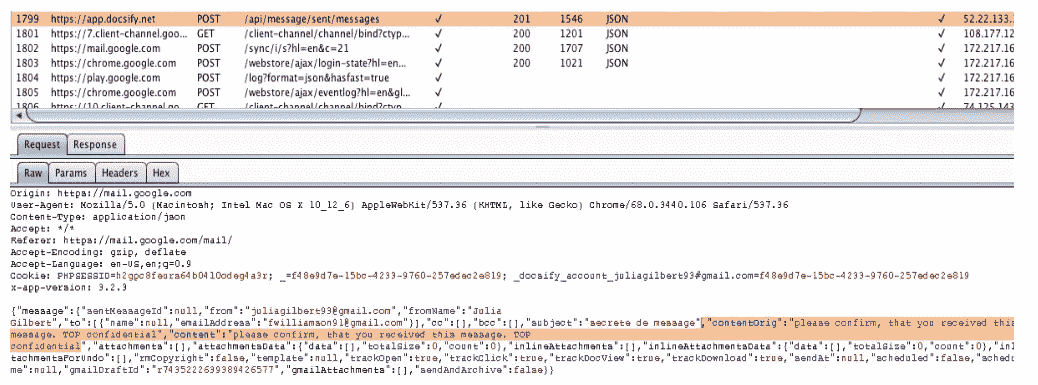 1799 https://app.docsify.net POST /api/message/sent/messages ✓ 201 1546 JSON ✓ 52.22.133.
1801 https://7.client-channel.goo... GET /client-channel/channel/bind?ctyp... ✓ 200 1201 JSON ✓ 108.177.12
1802 https://mail.google.com POST /sync/i/s?hl=en&c=21 ✓ 200 1707 JSON ✓ 172.217.16
1803 https://chrome.google.com POST /webstore/ajax/login-state?hl=en... ✓ 200 1021 JSON ✓ 172.217.16
1804 https://play.google.com POST /log?format=json&hasfast=true ✓ ✓ 172.217.16
1805 https://chrome.google.com POST /webstore/ajax/eventlog?hl=en&gl... ✓ ✓ 172.217.16
1806 https://10.client-channel.go... GET /client-channel/channel/bind?ctyp... ✓ ✓ 74.125.143
Request Response
Raw Params Headers Hex
Origin: https://mail.google.com
User-Agent: Mozilla/5.0 (Macintosh; Intel Mac OS X 10_12_6) AppleWebKit/537.36 (KHTML, like Gecko) Chrome/68.0.3440.106 Safari/537.36
Content-Type: application/json
Accept: */*
Referer: https://mail.google.com/mail/
Accept-Encoding: gzip, deflate
Accept-Language: en-US,en;q=0.9
Cookie: PHPSESSID=h2gpc8feura64b04l0odeg4a3r; _=f48e9d7e-15bc-4233-9760-257edec2e819; _docsify_account_juliagilbert93#gmail.com=f48e9d7e-15bc-4233-9760-257edec2e819
x-app-version: 3.2.3
{"message":{"sentMessageId":null,"from":"juliagilbert93@gmail.com","fromName":"Julia
Gilbert","to":[{"name":null,"emailAddress":"fwilliamson91@gmail.com"}],"cc":[],"bcc":[],"subject":"secrete de message","contentOrig":"please confirm, that you received this
message. TOP confidential","content":"please confirm, that you received this message. TOP
confidential","attachments":[],"attachmentsData":{"data":[],"totalSize":0,"count":0},"inlineAttachments":[],"inlineAttachmentsData":{"data":[],"totalSize":0,"count":0},"inl
achmentsForUndo":[],"rmCopyright":false,"template":null,"trackOpen":true,"trackClick":true,"trackDocView":true,"trackDownload":true,"sendAt":null,"scheduled":false,"schedu
me":null,"gmailDraftId":"r7435222639389426577","gmailAttachments":[],"sendAndArchive":false}}